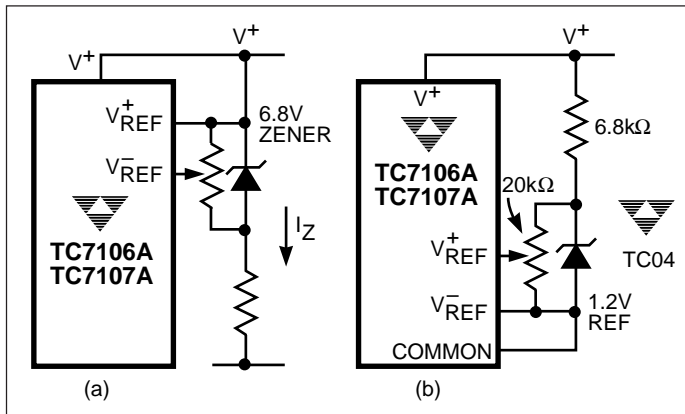 V+
V+
V+REF
6.8V
ZENER
V−REF
TC7106A
TC7107A
IZ
(a)
V+
V+
6.8kΩ
TC7106A
TC7107A
20kΩ
TC04
V+REF
V−REF
1.2V
REF
COMMON
(b)